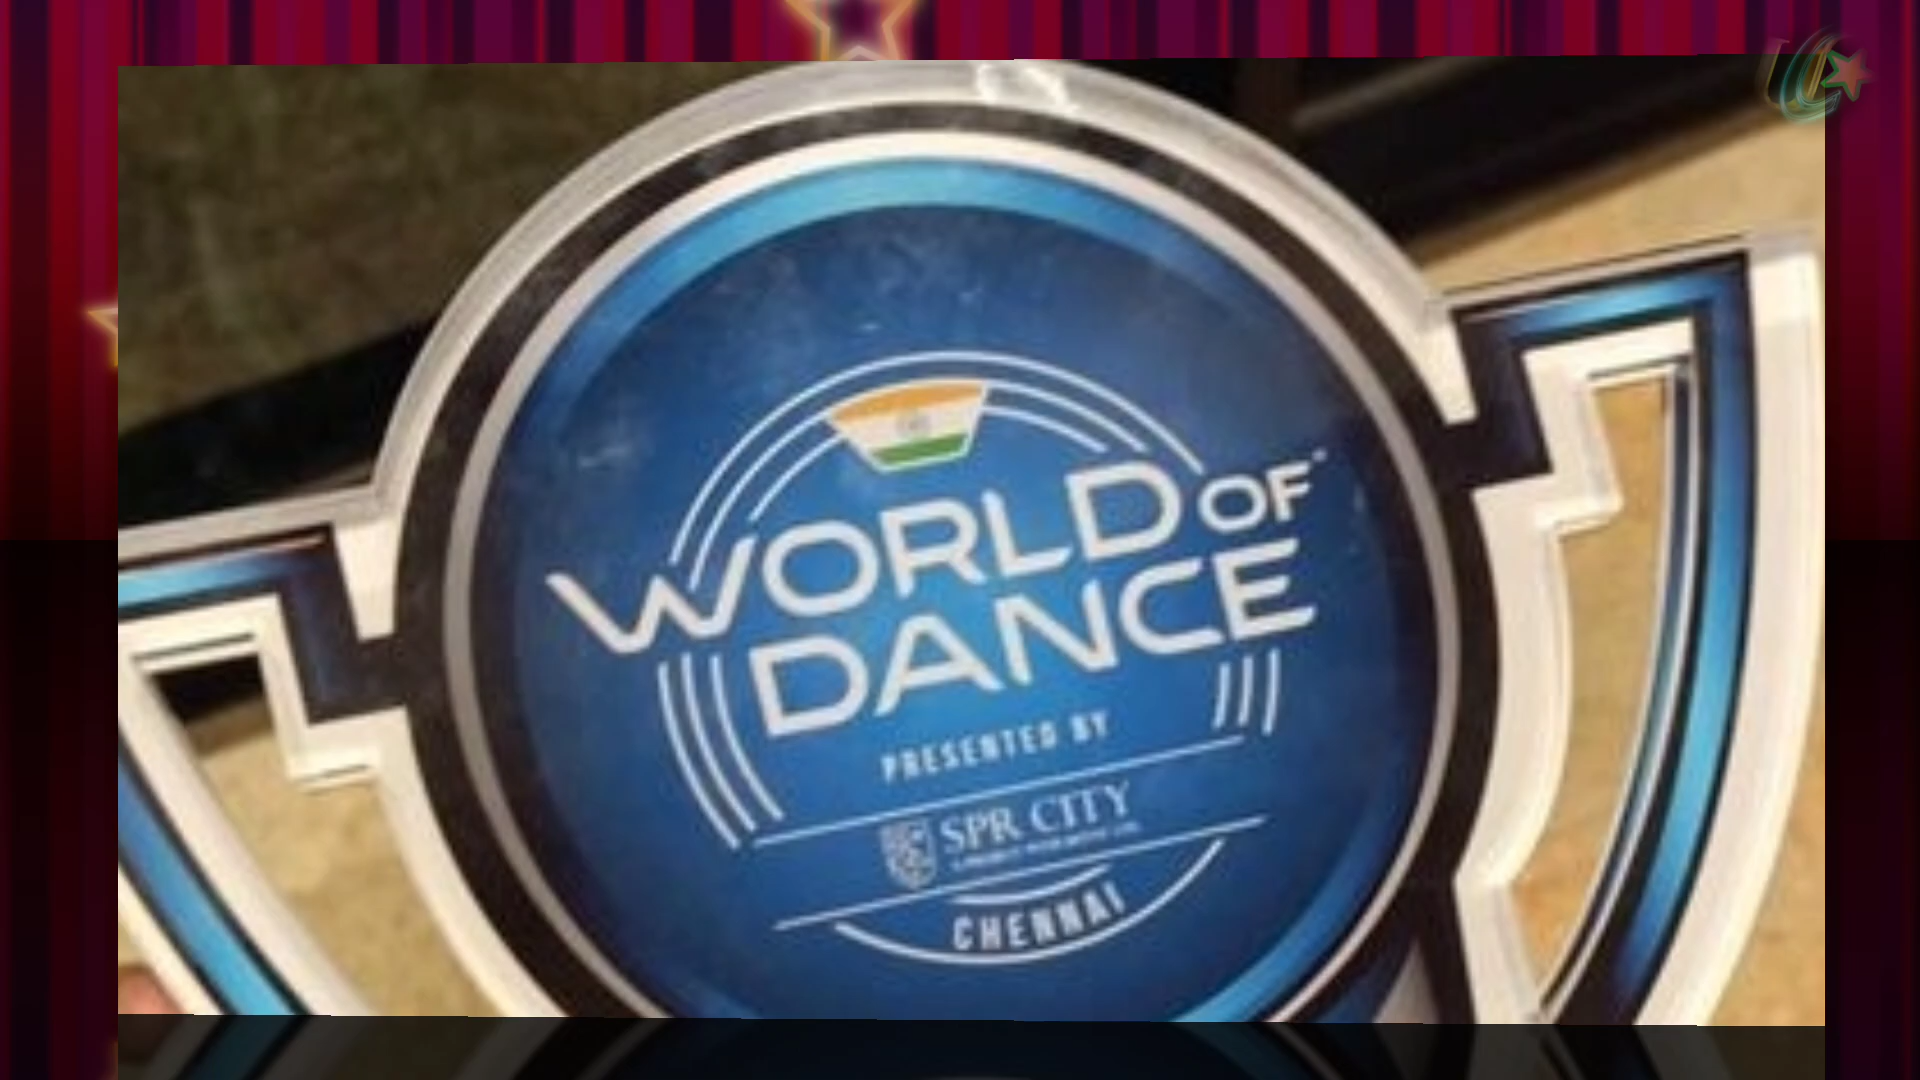 WORLD OF
DANCE
PRESENTED BY
SPR CITY
CHENNAI